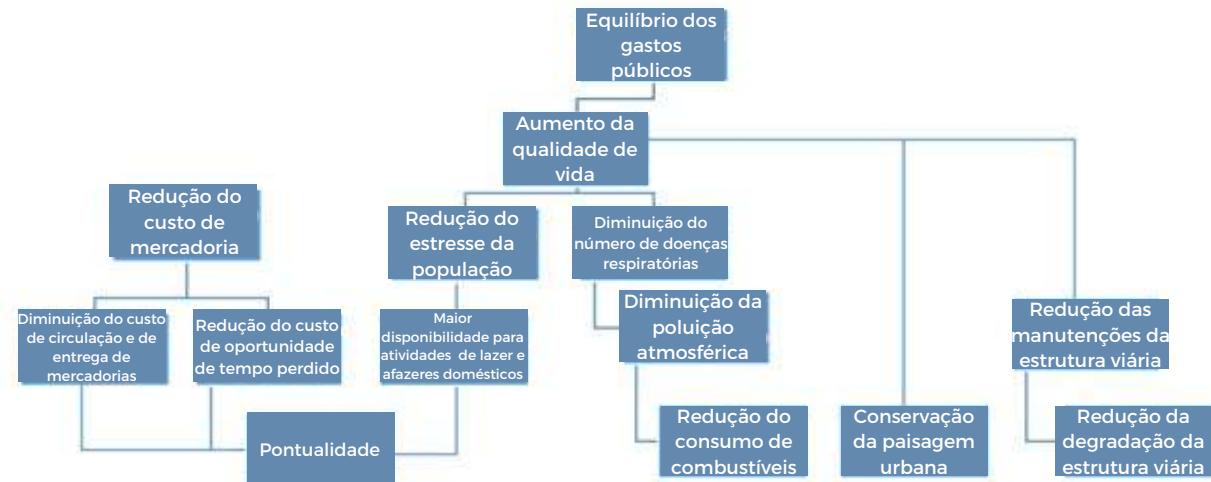 Equilíbrio dos
gastos
públicos
Aumento da
qualidade de
vida
Redução do
custo de
mercadoria
Redução do
estresse da
população
Diminuição do
número de doenças
respiratórias
Diminuição do custo
de circulação e de
entrega de
mercadorias
Redução do custo
de oportunidade
de tempo perdido
Maior
disponibilidade para
atividades de lazer e
afazeres domésticos
Diminuição da
poluição
atmosférica
Redução das
manutenções da
estrutura viária
Pontualidade
Redução do
consumo de
combustíveis
Conservação
da paisagem
urbana
Redução da
degradação da
estrutura viária